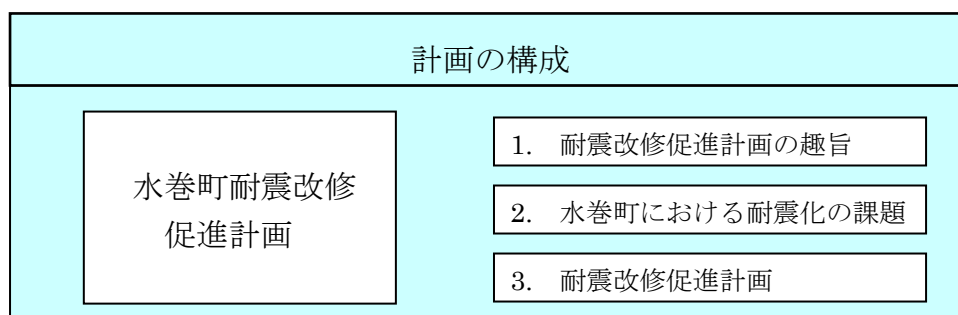 計画の構成
水巻町耐震改修
促進計画
1. 耐震改修促進計画の趣旨
2. 水巻町における耐震化の課題
3. 耐震改修促進計画